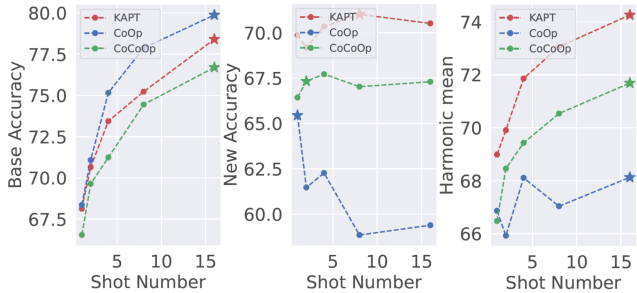 80.0
77.5
75.0
72.5
70.0
67.5
Base Accuracy
KAPT
CoOp
CoCoOp
5
10
15
Shot Number
70.0
67.5
65.0
62.5
60.0
New Accuracy
KAPT
CoOp
CoCoOp
5
10
15
Shot Number
74
72
70
68
66
Harmonic mean
KAPT
CoOp
CoCoOp
5
10
15
Shot Number